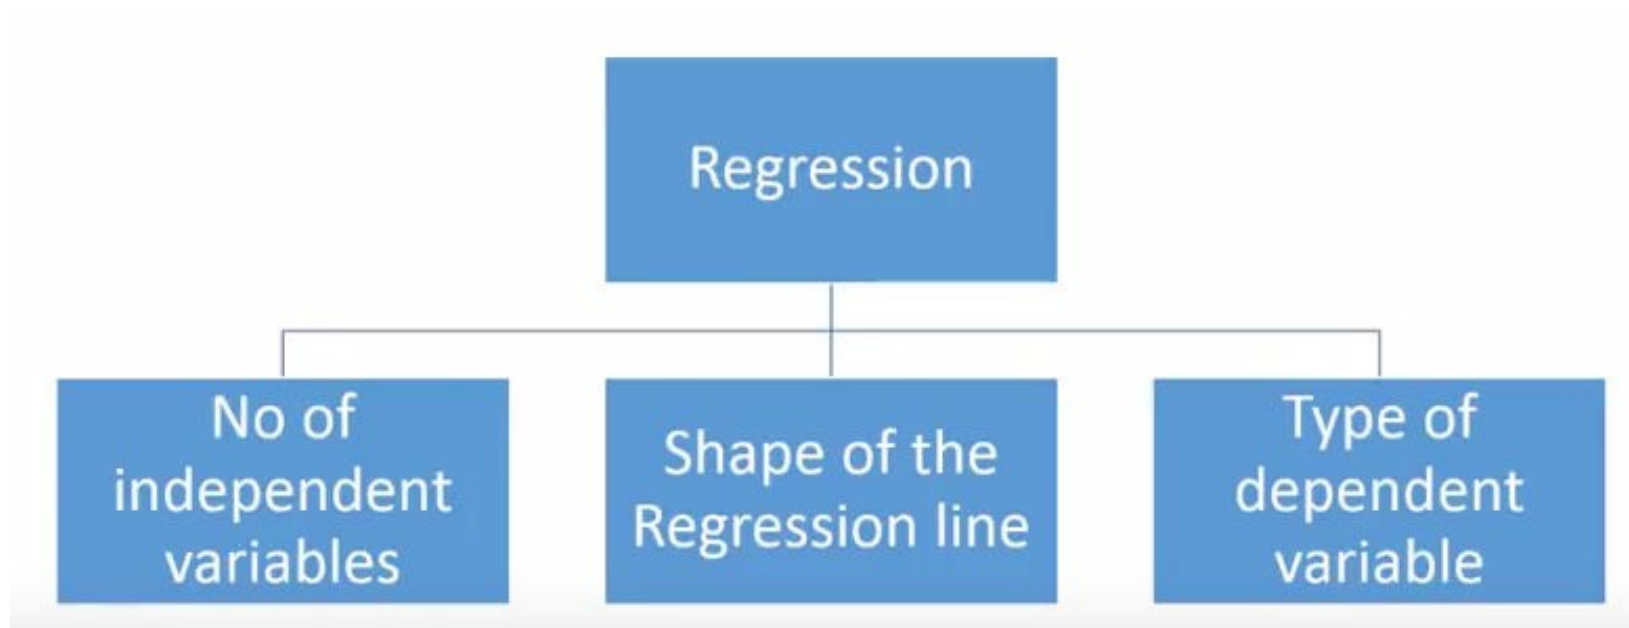 Regression
No of
independent
variables
Shape of the
Regression line
Type of
dependent
variable